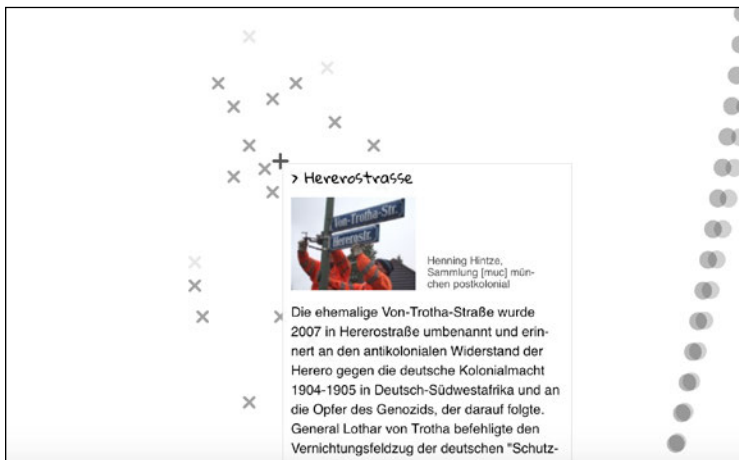 > Hererostrasse
Von-Trotha-Str.
Hererostr.
Henning Hintze,
Sammlung [muc] mün-
chen postkolonial
Die ehemalige Von-Trotha-Straße wurde
2007 in Hererostraße umbenannt und erin-
nert an den antikolonialen Widerstand der
Herero gegen die deutsche Kolonialmacht
1904-1905 in Deutsch-Südwestafrika und an
die Opfer des Genozids, der darauf folgte.
General Lothar von Trotha befehligte den
Vernichtungsfeldzug der deutschen "Schutz-